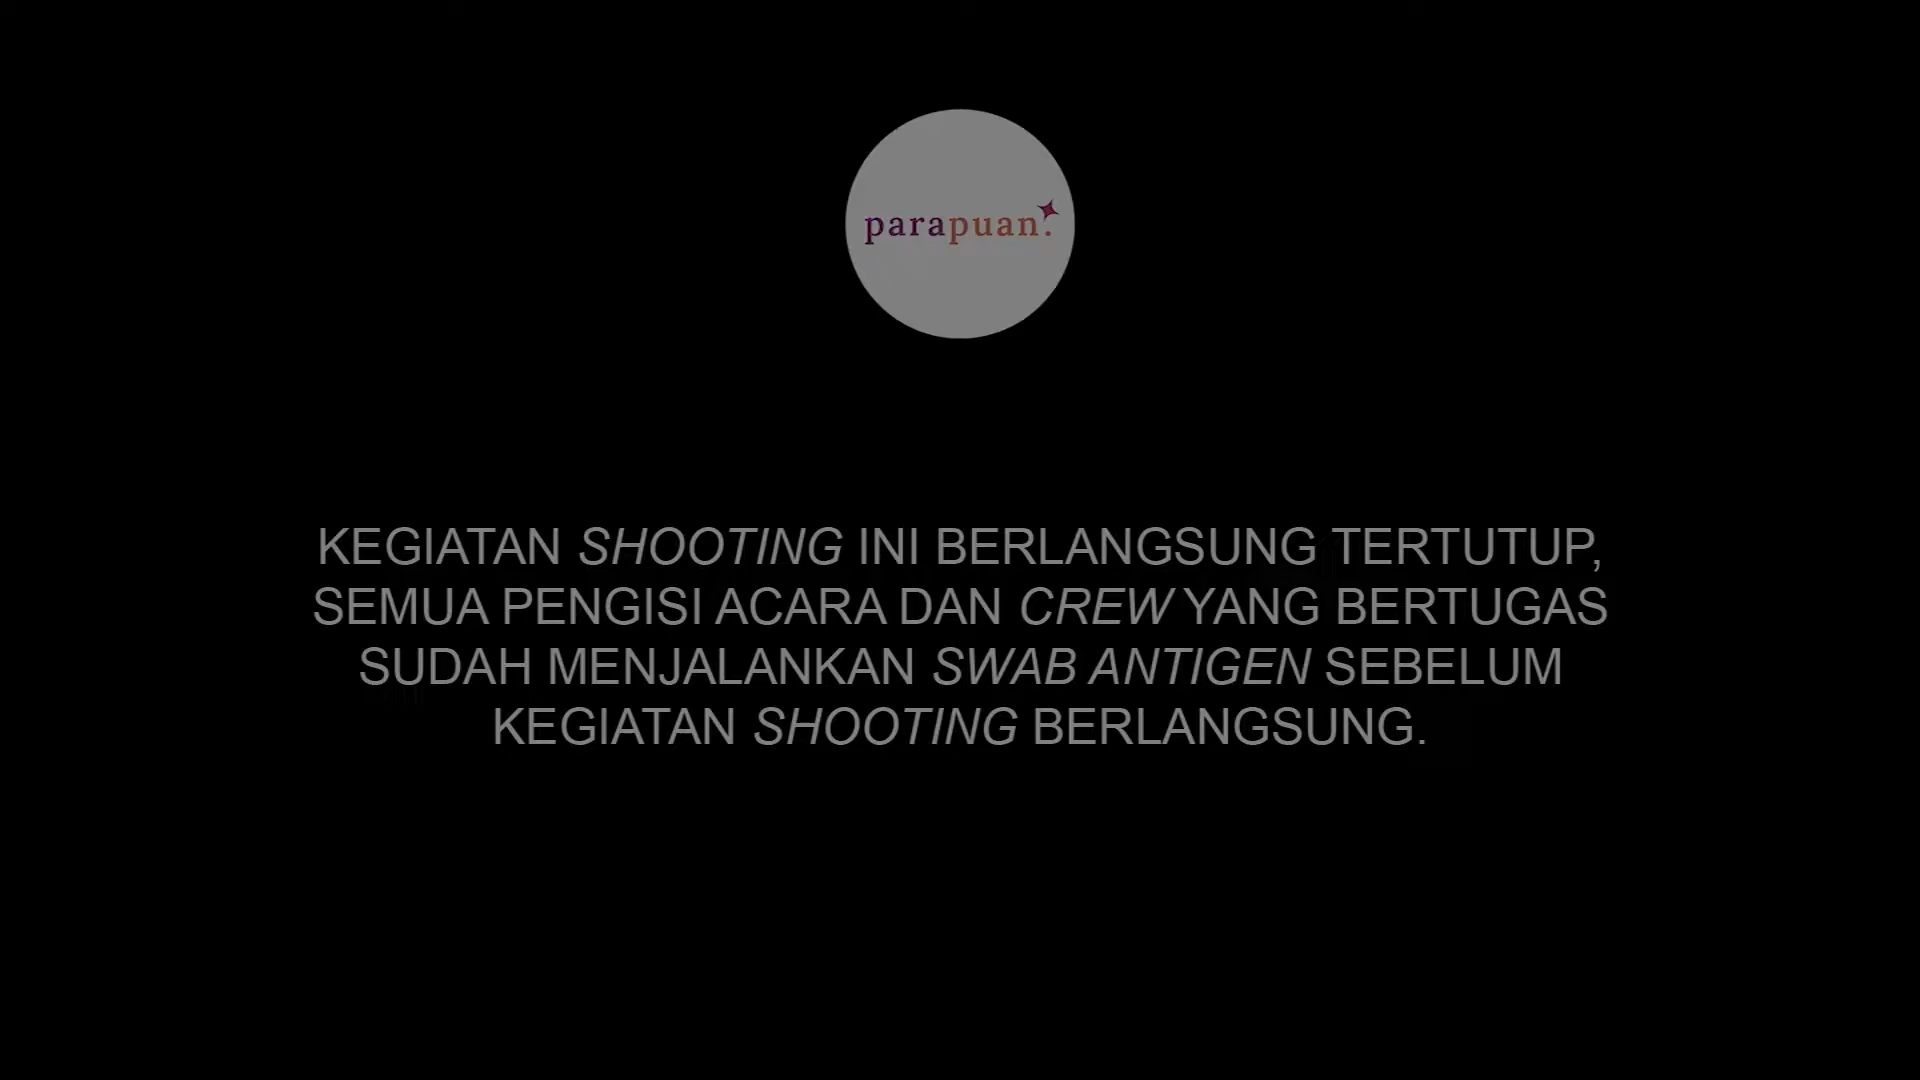 parapuan.
KEGIATAN SHOOTING INI BERLANGSUNG TERTUTUP,
SEMUA PENGISI ACARA DAN CREW YANG BERTUGAS
SUDAH MENJALANKAN SWAB ANTIGEN SEBELUM
KEGIATAN SHOOTING BERLANGSUNG.